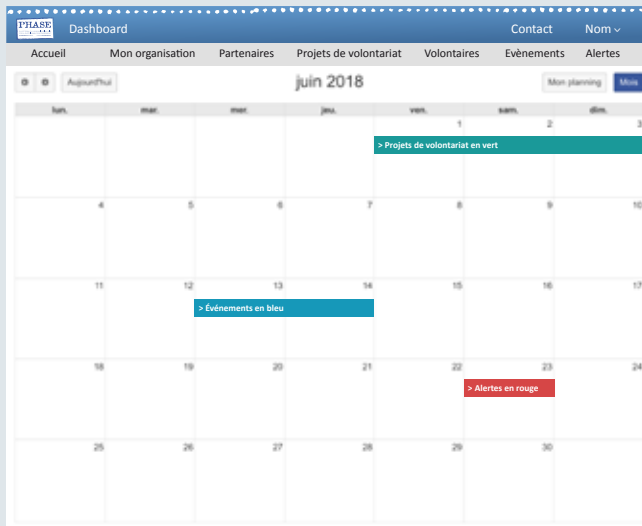 PHASE Dashboard Contact Nom
Accueil Mon organisation Partenaires Projets de volontariat Volontaires Evènements Alertes
Aujourd'hui juin 2018 Mon planning Mois
lun. mar. mer. jeu. ven. sam. dim.
1 2 3
> Projets de volontariat en vert
4 5 6 7 8 9 10
11 12 13 14 15 16 17
> Événements en bleu
18 19 20 21 22 23 24
> Alertes en rouge
25 26 27 28 29 30